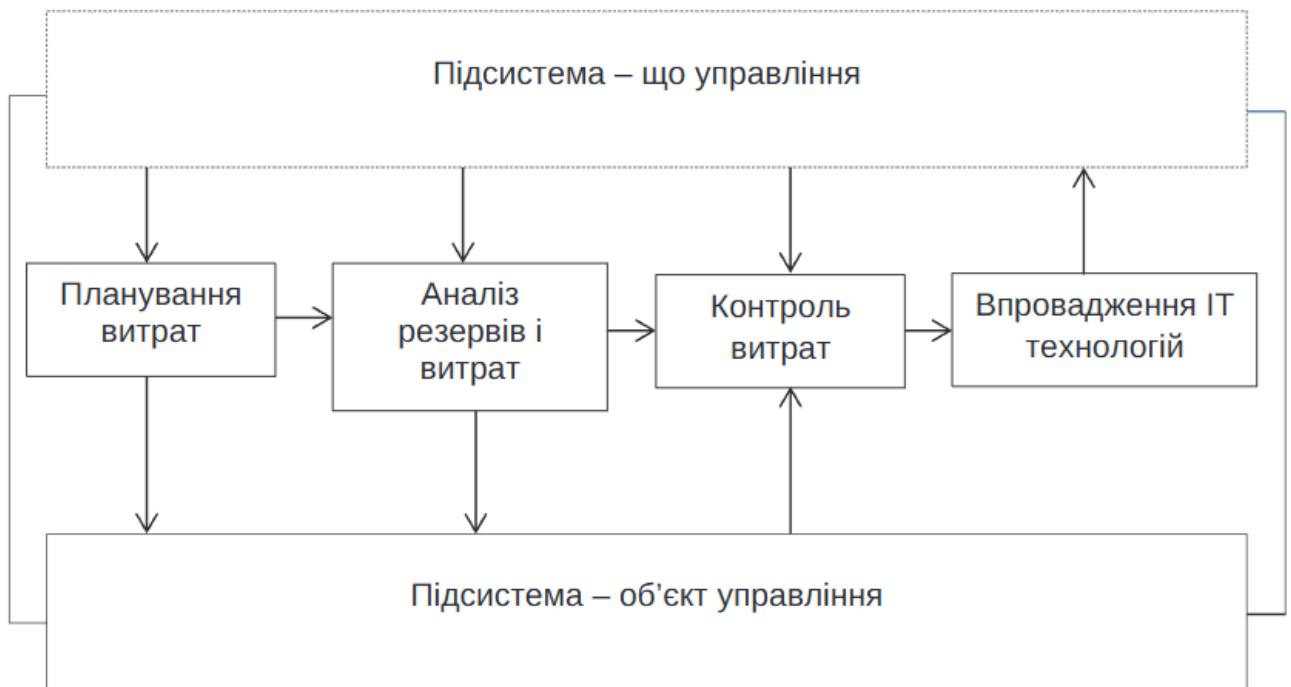 Підсистема – що управління
Планування
витрат
Аналіз
резервів і
витрат
Контроль
витрат
Впровадження ІТ
технологій
Підсистема – об’єкт управління